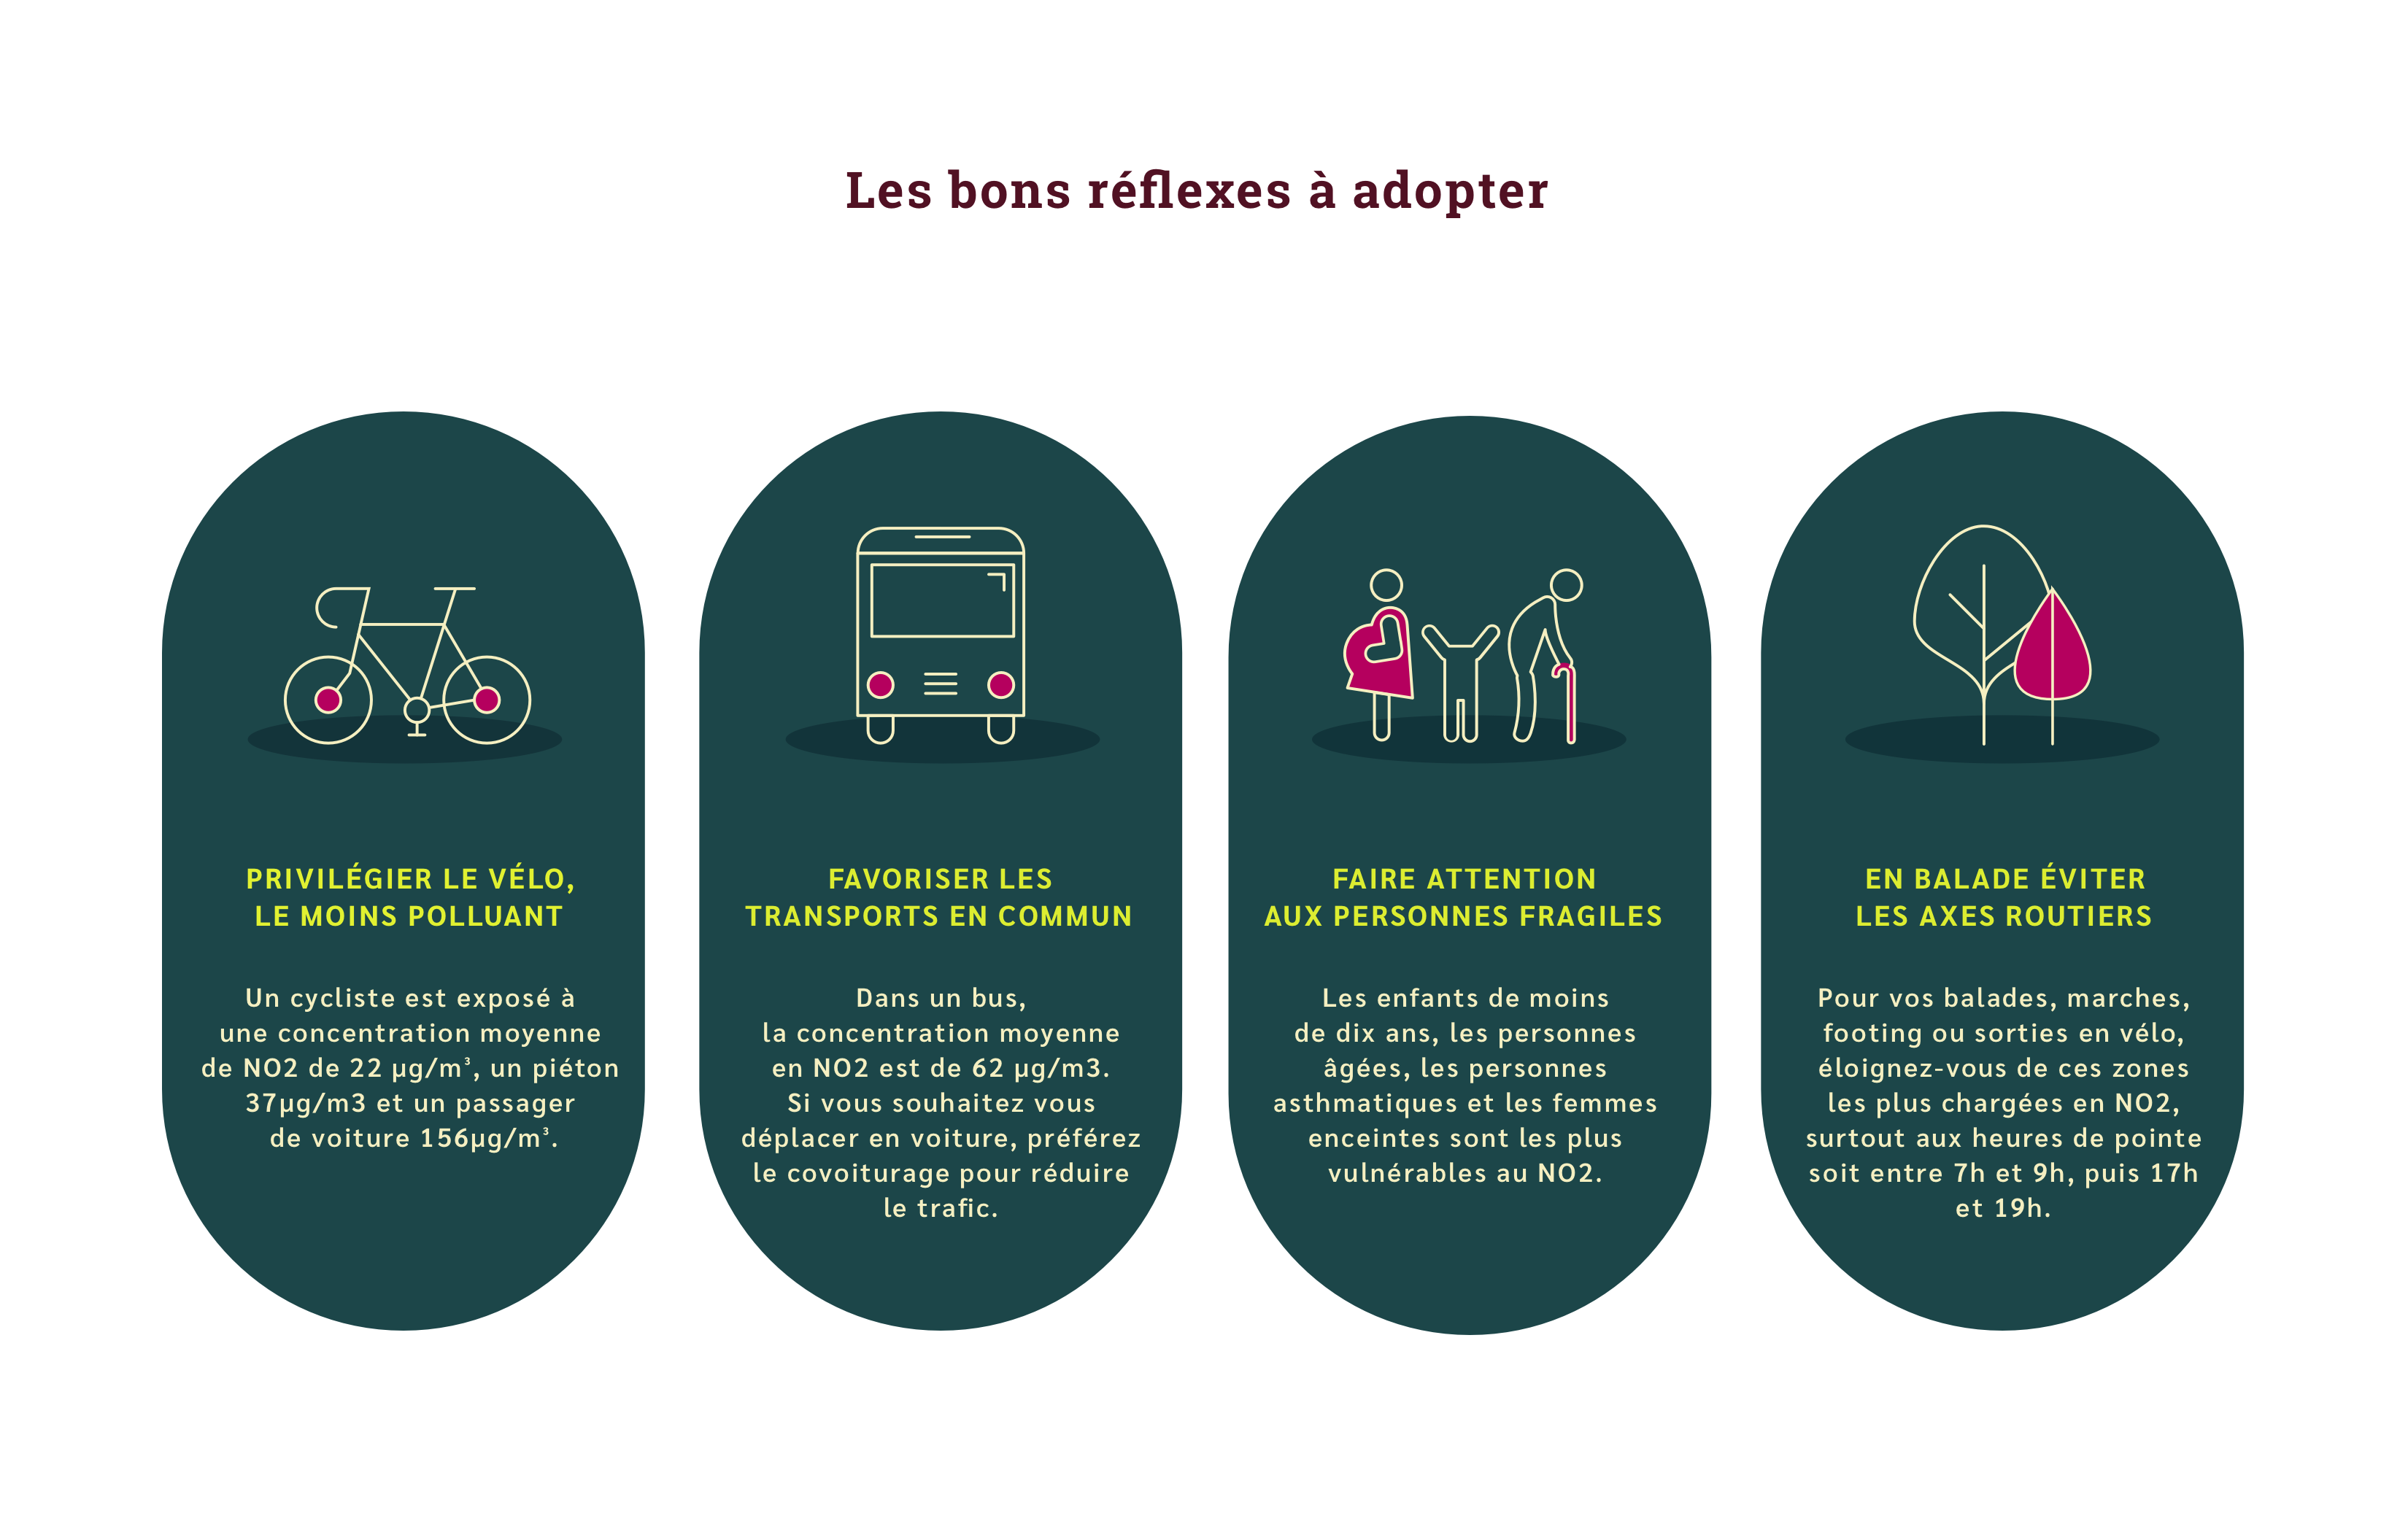 Les bons réflexes à adopter
PRIVILÉGIER LE VÉLO,
LE MOINS POLLUANT
Un cycliste est exposé à
une concentration moyenne
de NO2 de 22 µg/m³, un piéton
37µg/m3 et un passager
de voiture 156µg/m³.
FAVORISER LES
TRANSPORTS EN COMMUN
Dans un bus,
la concentration moyenne
en NO2 est de 62 µg/m3.
Si vous souhaitez vous
déplacer en voiture, préférez
le covoiturage pour réduire
le trafic.
FAIRE ATTENTION
AUX PERSONNES FRAGILES
Les enfants de moins
de dix ans, les personnes
âgées, les personnes
asthmatiques et les femmes
enceintes sont les plus
vulnérables au NO2.
EN BALADE ÉVITER
LES AXES ROUTIERS
Pour vos balades, marches,
footing ou sorties en vélo,
éloignez-vous de ces zones
les plus chargées en NO2,
surtout aux heures de pointe
soit entre 7h et 9h, puis 17h
et 19h.